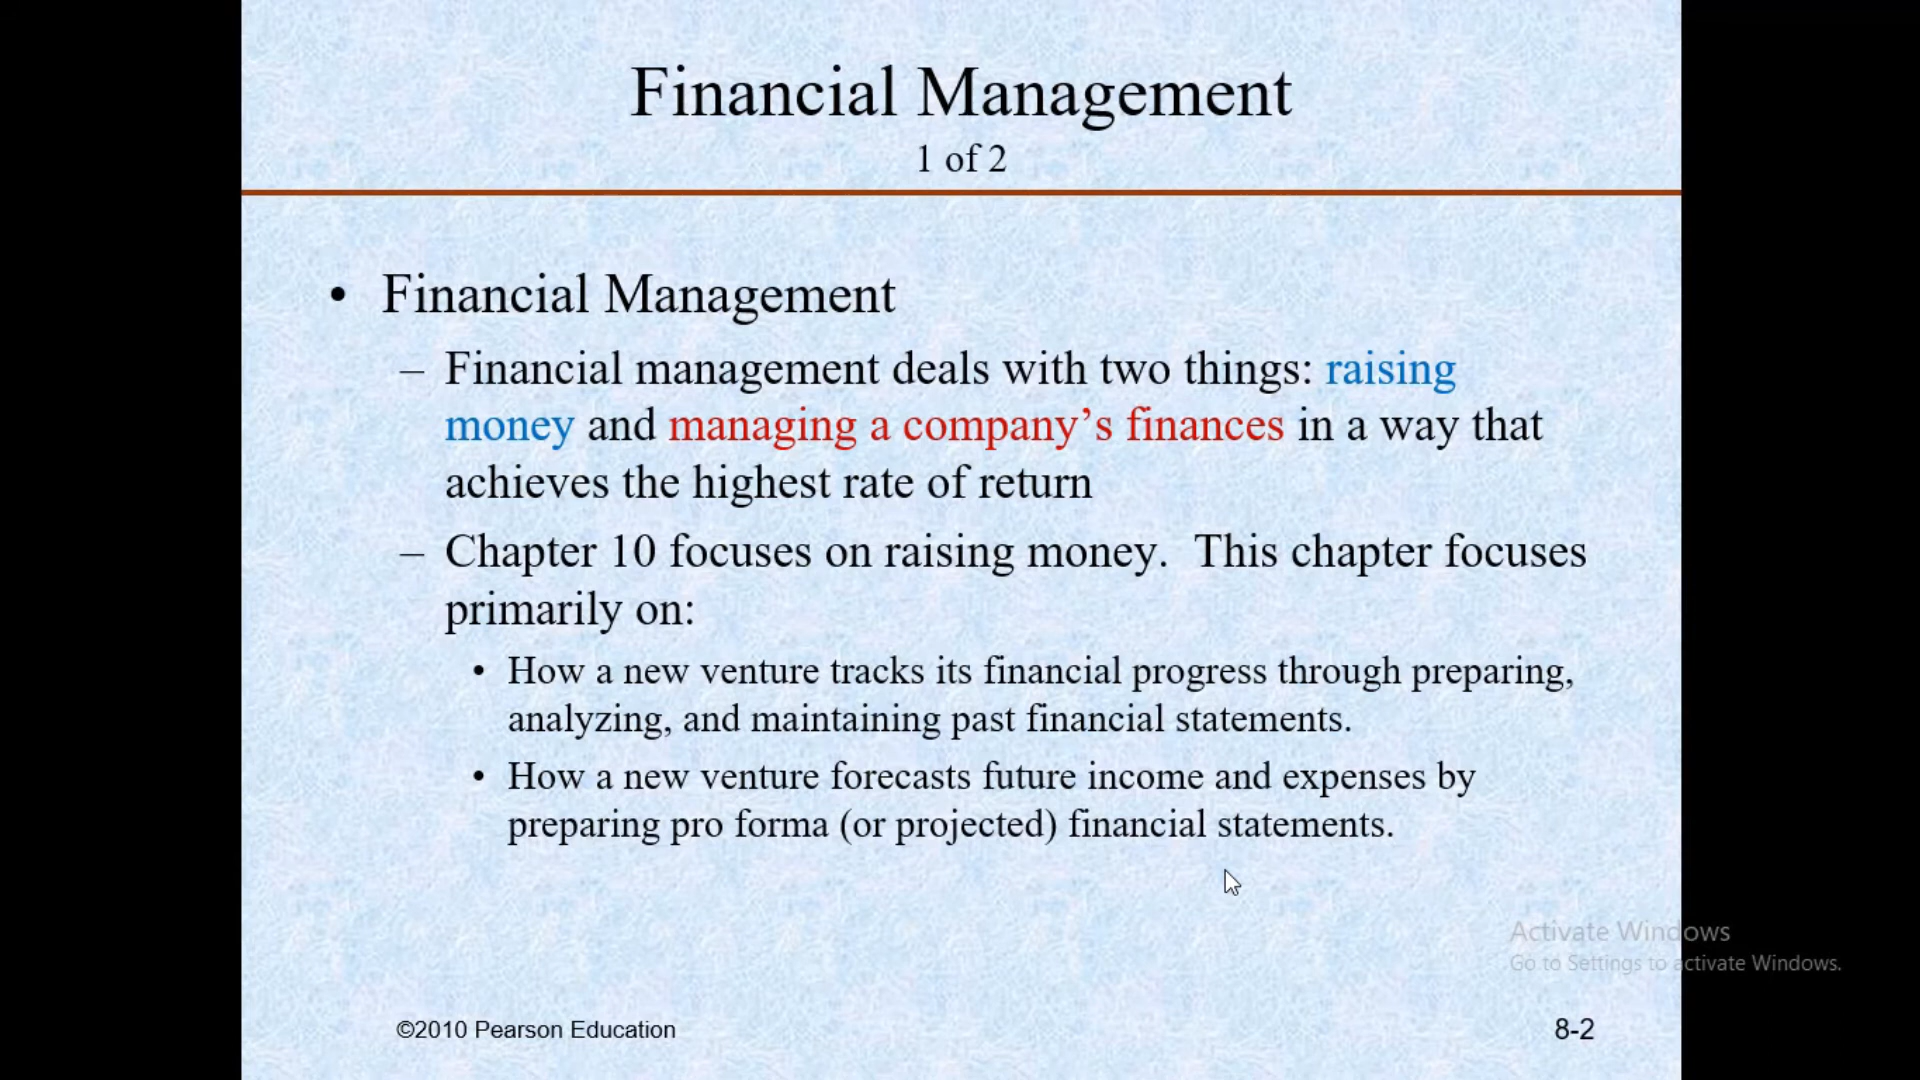 Financial Management
1 of 2
• Financial Management
– Financial management deals with two things: raising
money and managing a company’s finances in a way that
achieves the highest rate of return
– Chapter 10 focuses on raising money.  This chapter focuses
primarily on:
• How a new venture tracks its financial progress through preparing,
analyzing, and maintaining past financial statements.
• How a new venture forecasts future income and expenses by
preparing pro forma (or projected) financial statements.
Activate Windows
Go to Settings to activate Windows.
©2010 Pearson Education
8-2